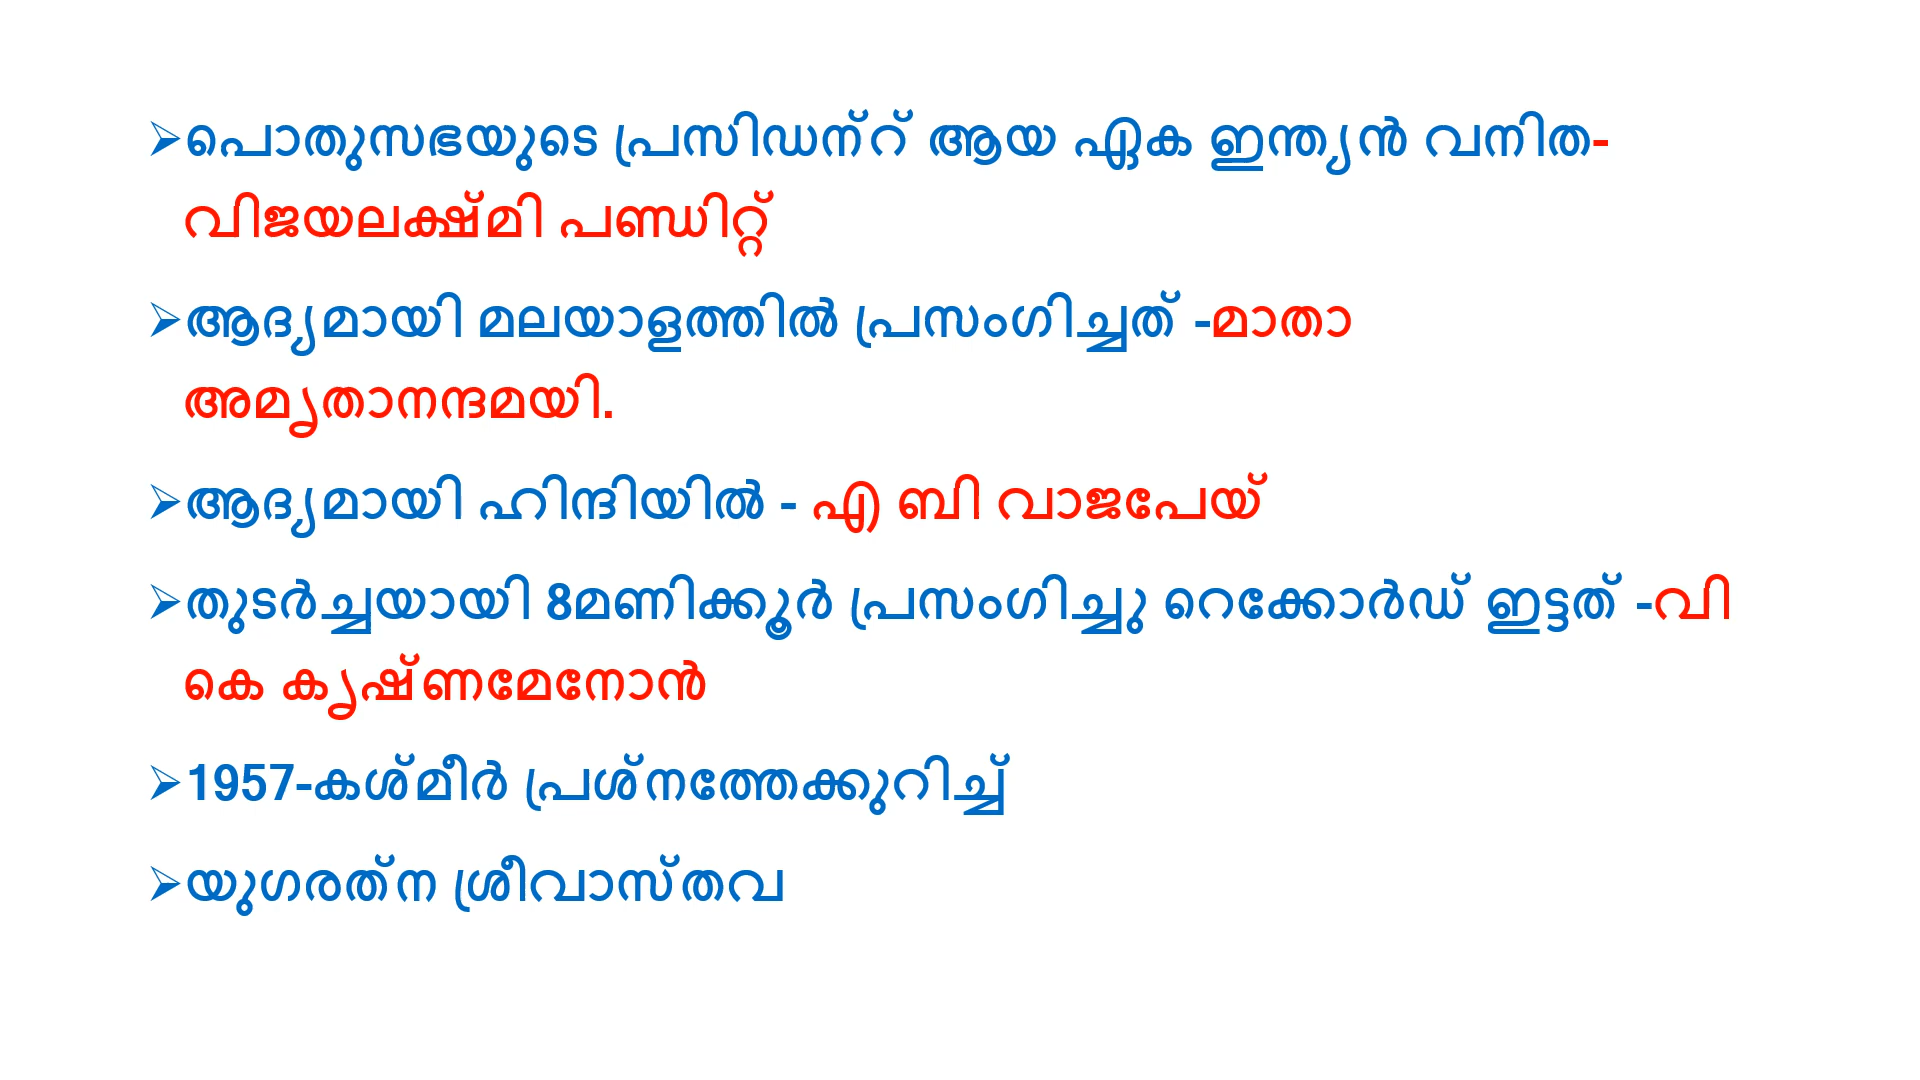 ➢പൊതുസഭയുടെ പ്രസിഡന്റ് ആയ ഏക ഇന്ത്യൻ വനിത-
വിജയലക്ഷ്മി പണ്ഡിറ്റ്
➢ആദ്യമായി മലയാളത്തിൽ പ്രസംഗിച്ചത് -മാതാ
അമൃതാനന്ദമയി.
➢ആദ്യമായി ഹിന്ദിയിൽ - എ ബി വാജപേയ്
➢തുടർച്ചയായി 8മണിക്കൂർ പ്രസംഗിച്ചു റെക്കോർഡ് ഇട്ടത് -വി
കെ കൃഷ്ണമേനോൻ
➢1957-കശ്മീർ പ്രശ്നത്തേക്കുറിച്ച്
➢യുഗരത്ന ശ്രീവാസ്തവ